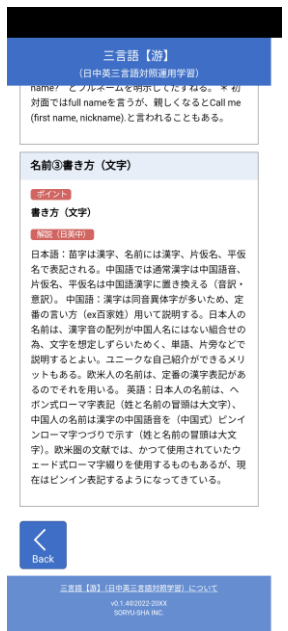 三言語【游】
（日中英三言語対照運用学習）
name?　とフルネームを明示してたずねる。 ＊ 初
対面ではfull nameを言うが、親しくなるとCall me
(first name, nickname).と言われることもある。
名前③書き方（文字）
ポイント
書き方（文字）
解説（日英中）
日本語：苗字は漢字、名前には漢字、片仮名、平仮
名で表記される。中国語では通常漢字は中国語音、
片仮名、平仮名は中国語漢字に置き換える（音訳・
意訳）。 中国語：漢字は同音異体字が多いため、定
番の言い方（ex百家姓）用いて説明する。日本人の
名前は、漢字音の配列が中国人名にはない組合せの
為、文字を想定しずらいためく、単語、片旁などで
説明するとよい。ユニークな自己紹介ができるメリ
ットもある。欧米人の名前は、定番の漢字表記があ
るのでそれを用いる。 英語：日本人の名前は、ヘ
ボン式ローマ字表記（姓と名前の冒頭は大文字）、
中国人の名前は漢字の中国語音を（中国式）ピンイ
ンローマ字つづりで示す（姓と名前の冒頭は大文
字）。欧米圏の文献では、かつて使用されていたウ
ェード式ローマ字綴りを使用するものもあるが、現
在はピンイン表記するようになってきている。
Back
三言語【游】（日中英三言語対照学習）について
v0.1.4©2022-20XX
SORYU-SHA INC.